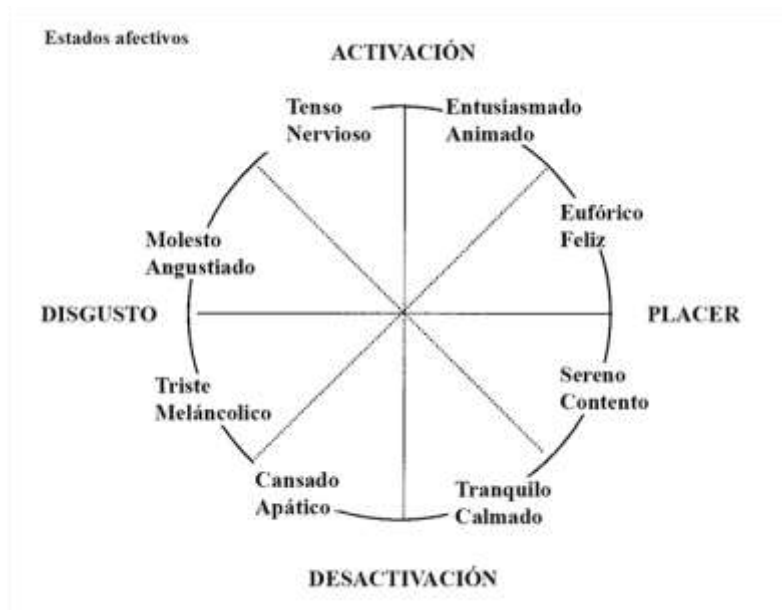 Estados afectivos
ACTIVACIÓN
Tenso
Nervioso
Entusiasmado
Animado
Eufórico
Feliz
Molesto
Angustiado
DISGUSTO
PLACER
Triste
Meláncolico
Sereno
Contento
Cansado
Apático
Tranquilo
Calmado
DESACTIVACIÓN